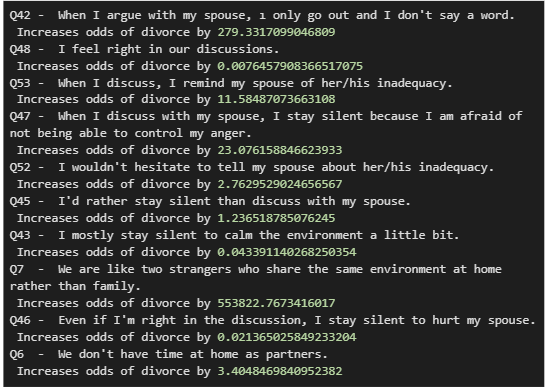 Q42 -  When I argue with my spouse, ı only go out and I don't say a word.
Increases odds of divorce by 279.3317099046809
Q48 -  I feel right in our discussions.
Increases odds of divorce by 0.0076457908366517075
Q53 -  When I discuss, I remind my spouse of her/his inadequacy.
Increases odds of divorce by 11.58487073663108
Q47 -  When I discuss with my spouse, I stay silent because I am afraid of
not being able to control my anger.
Increases odds of divorce by 23.076158846623933
Q52 -  I wouldn't hesitate to tell my spouse about her/his inadequacy.
Increases odds of divorce by 2.7629529024656567
Q45 -  I'd rather stay silent than discuss with my spouse.
Increases odds of divorce by 1.236518785076245
Q43 -  I mostly stay silent to calm the environment a little bit.
Increases odds of divorce by 0.043391140268250354
Q7 -  We are like two strangers who share the same environment at home
rather than family.
Increases odds of divorce by 553822.7673416017
Q46 -  Even if I'm right in the discussion, I stay silent to hurt my spouse.
Increases odds of divorce by 0.021365025849233204
Q6 -  We don't have time at home as partners.
Increases odds of divorce by 3.4048469840952382